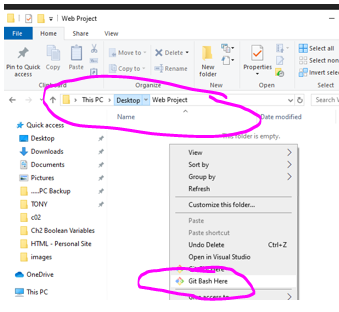 Web Project
File Home Share View
Pin to Quick access
Copy
Paste
Move to
Copy to
Delete
Rename
New folder
Properties
Open
Select all
Select non
Invert selec
Organize
New
Open
Select
This PC Desktop Web Project
Search W
Name
Date modified
folder is empty.
Quick access
Desktop
Downloads
Documents
Pictures
.....PC Backup
TONY
c02
Ch2 Boolean Variables
HTML - Personal Site
images
OneDrive
This PC
View
Sort by
Group by
Refresh
Customize this folder...
Paste
Paste shortcut
Undo Delete Ctrl+Z
Open in Visual Studio
Git Bash Here